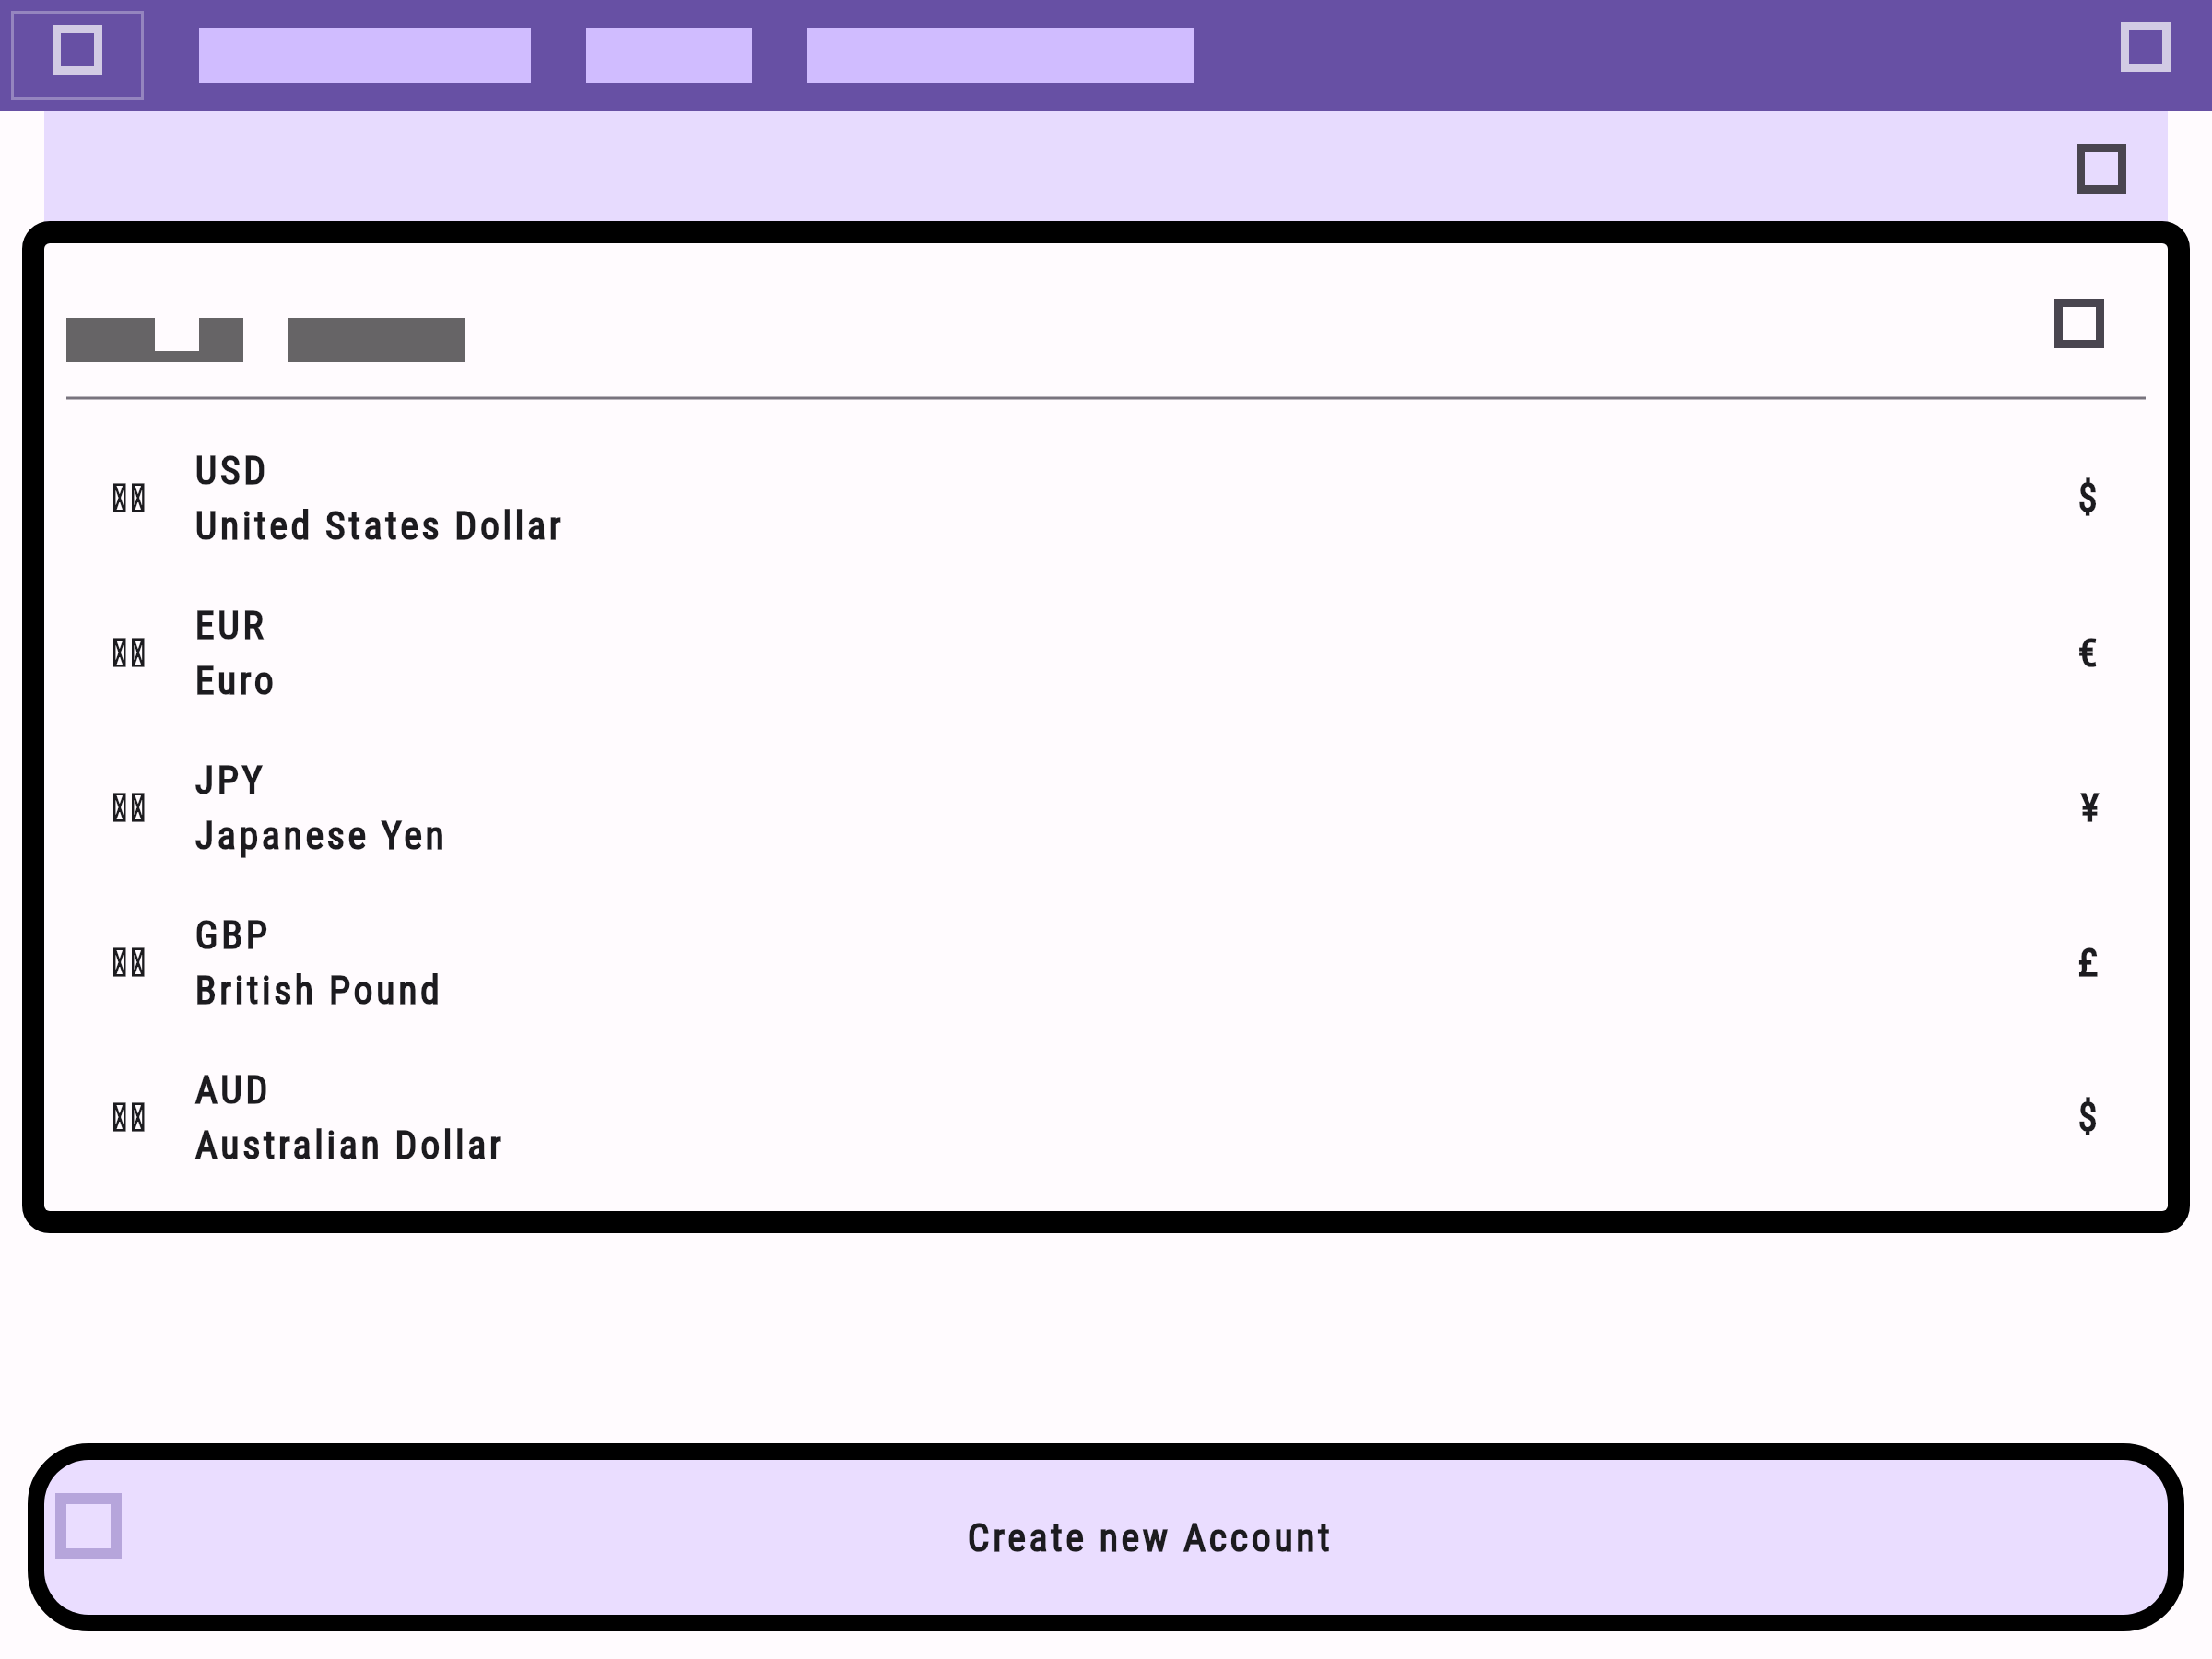 USD
United States Dollar
$
EUR
Euro
€
JPY
Japanese Yen
¥
GBP
British Pound
£
AUD
Australian Dollar
$
Create new Account